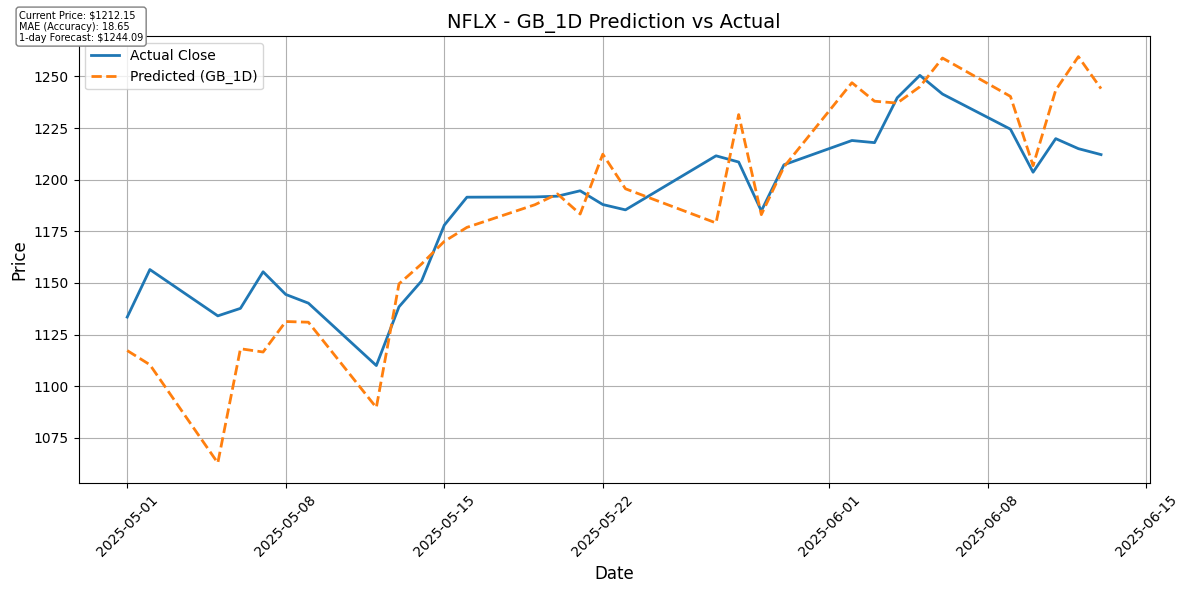 NFLX - GB_1D Prediction vs Actual
Current Price: $1212.15
MAE (Accuracy): 18.65
1-day Forecast: $1244.09
Actual Close
Predicted (GB_1D)
Price
1250
1225
1200
1175
1150
1125
1100
1075
2025-05-01
2025-05-08
2025-05-15
2025-05-22
2025-06-01
2025-06-08
2025-06-15
Date